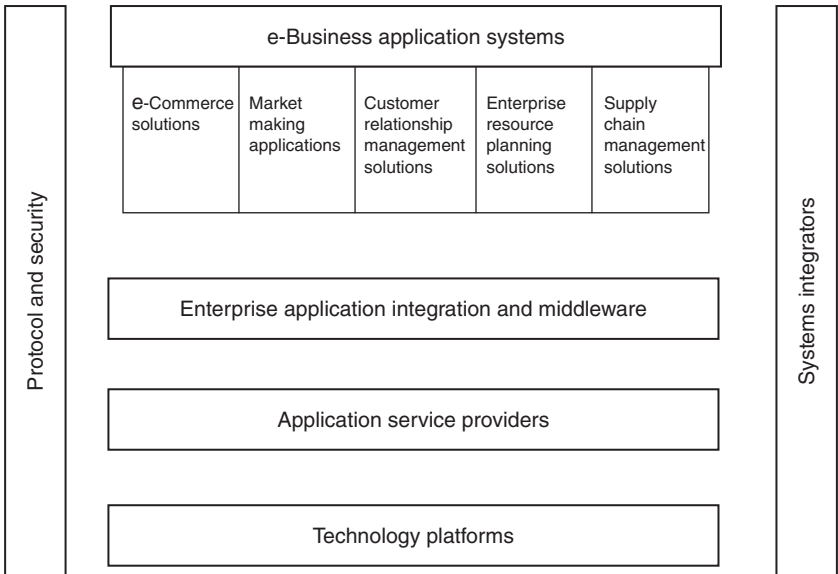 e-Business application systems
e-Commerce
solutions
Market
making
applications
Customer
relationship
management
solutions
Enterprise
resource
planning
solutions
Supply
chain
management
solutions
Protocol and security
Enterprise application integration and middleware
Application service providers
Technology platforms
Systems integrators